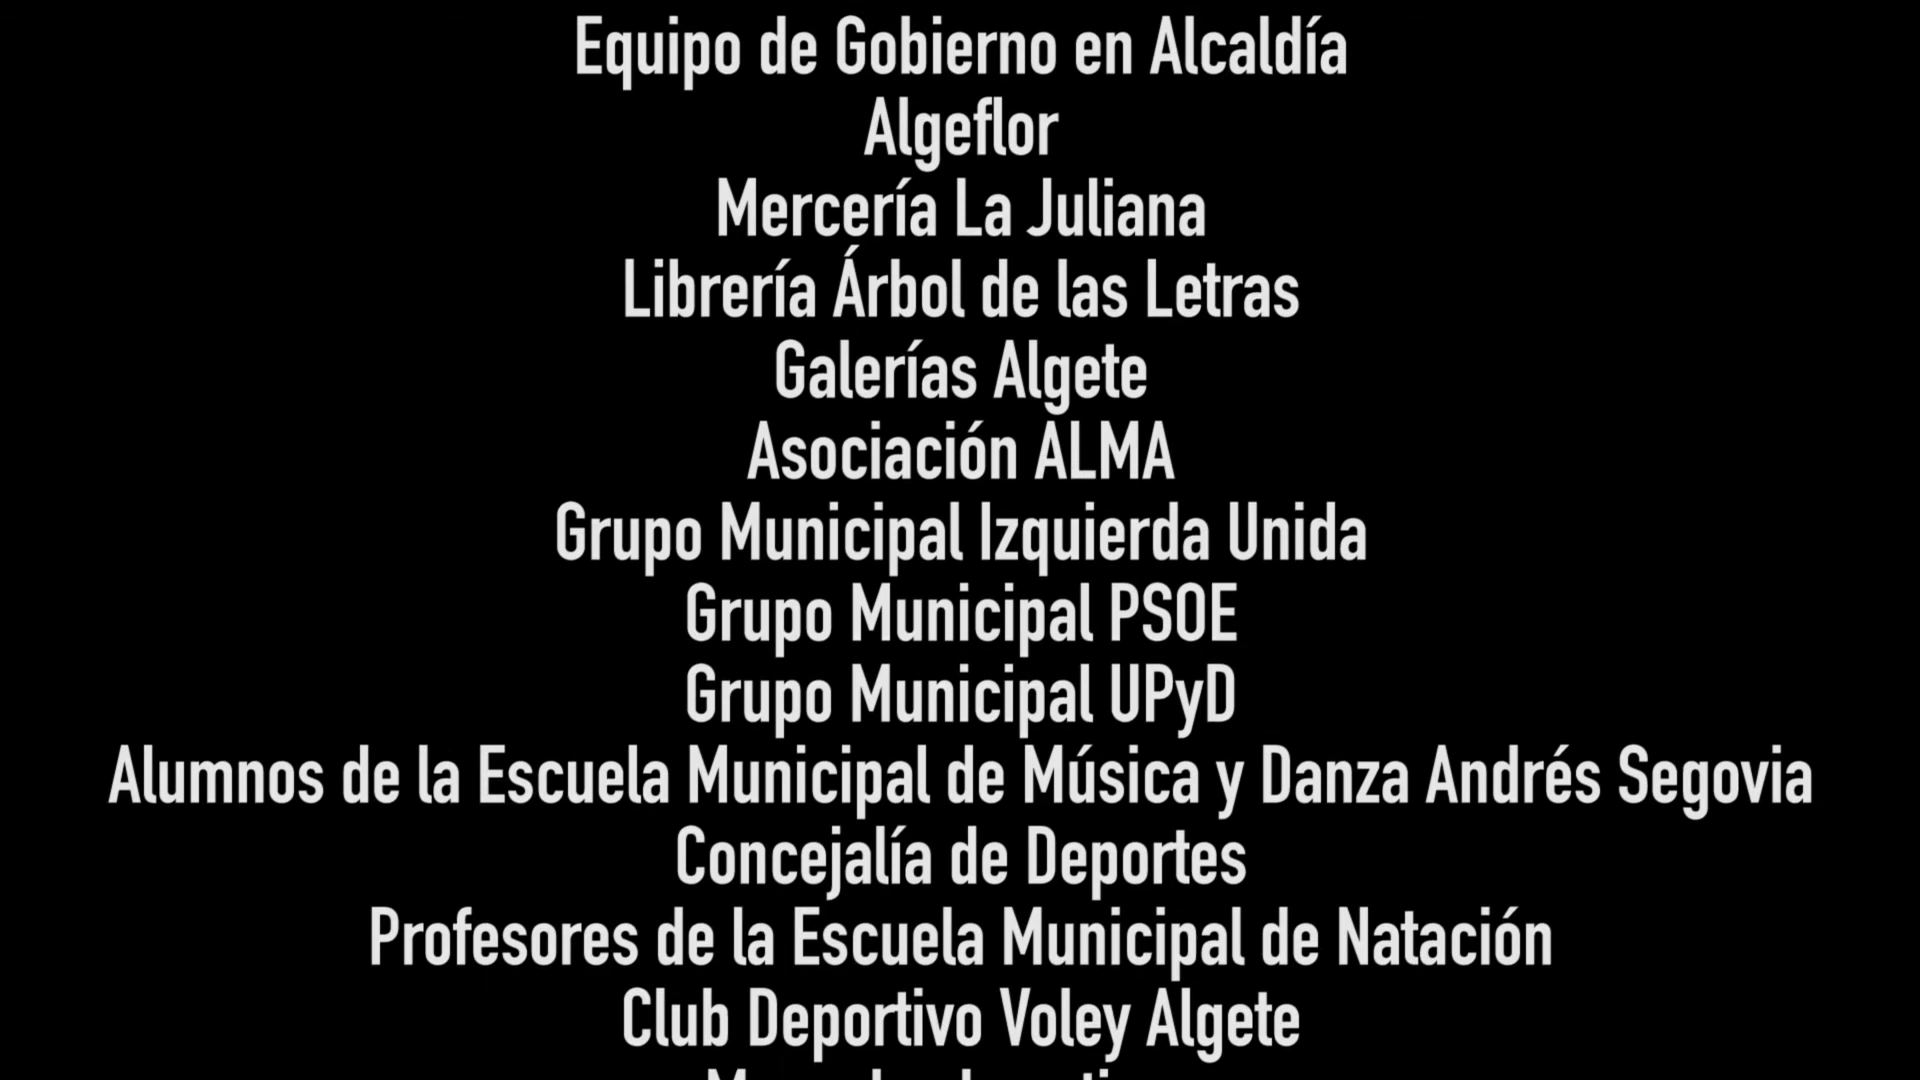 Equipo de Gobierno en Alcaldía
Algeflor
Mercería La Juliana
Librería Árbol de las Letras
Galerías Algete
Asociación ALMA
Grupo Municipal Izquierda Unida
Grupo Municipal PSOE
Grupo Municipal UPyD
Alumnos de la Escuela Municipal de Música y Danza Andrés Segovia
Concejalía de Deportes
Profesores de la Escuela Municipal de Natación
Club Deportivo Voley Algete